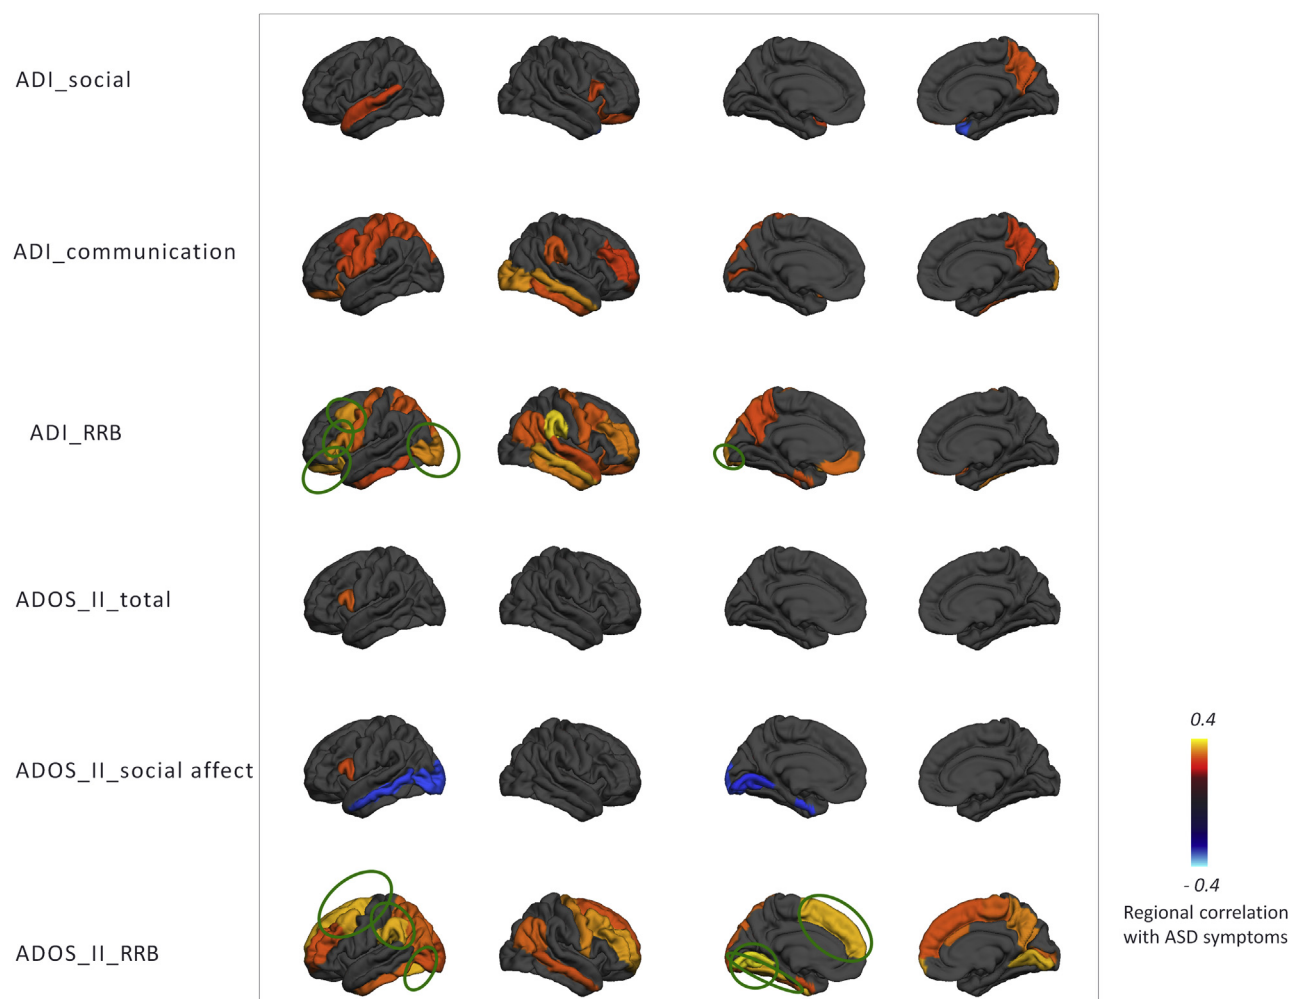 ADI_social
ADI_communication
ADI_RRB
ADOS_II_total
ADOS_II_social affect
ADOS_II_RRB
0.4
- 0.4
Regional correlation
with ASD symptoms